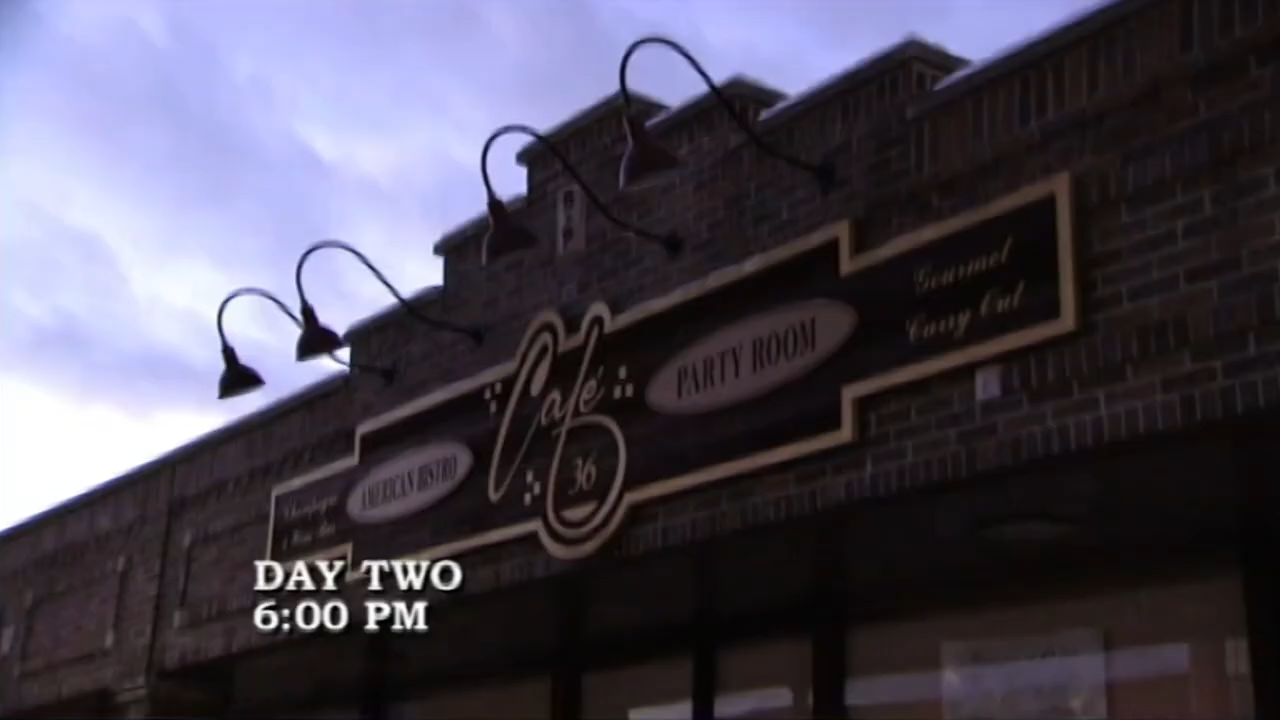 Café
36
AMERICAN BISTRO
PARTY ROOM
Gourmet
Carry Out
DAY TWO
6:00 PM